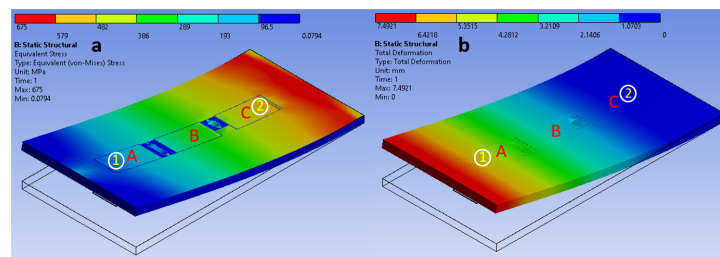 675 482 289 96.5
579 386 193 0.0794
B: Static Structural
Equivalent Stress
Type: Equivalent (von-Mises) Stress
Unit: MPa
Time: 1
Max: 675
Min: 0.0794
a
1 A B C 2
7.4921 5.3515 3.2109 1.0703
6.4218 4.2812 2.1406 0
B: Static Structural
Total Deformation
Type: Total Deformation
Unit: mm
Time: 1
Max: 7.4921
Min: 0
b
1 A B C 2